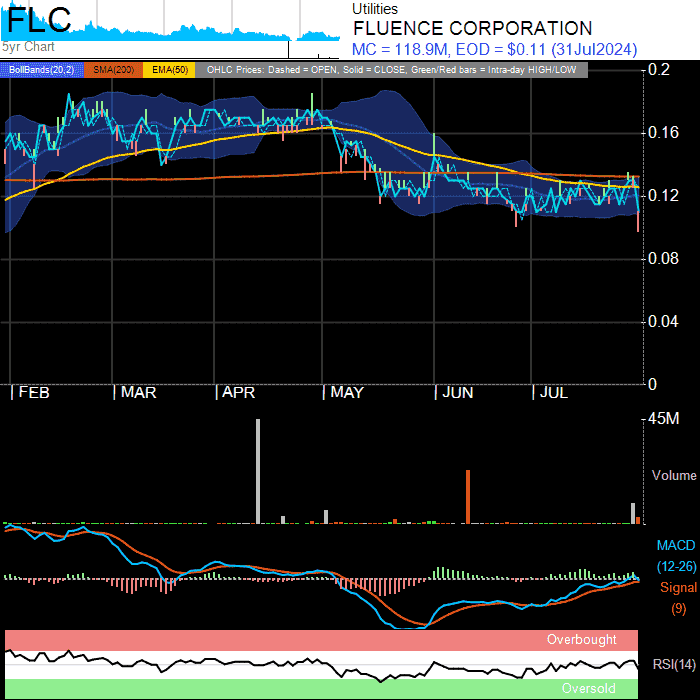 FLC
5yr Chart
Utilities
FLUENCE CORPORATION
MC = 118.9M, EOD = $0.11 (31Jul2024)
BollBands(20,2) SMA(200) EMA(50) OHLC Prices: Dashed = OPEN, Solid = CLOSE, Green/Red bars = Intra-day HIGH/LOW
0.2
0.16
0.12
0.08
0.04
0
| FEB | MAR | APR | MAY | JUN | JUL
45M
Volume
MACD
(12-26)
Signal
(9)
Overbought
RSI(14)
Oversold